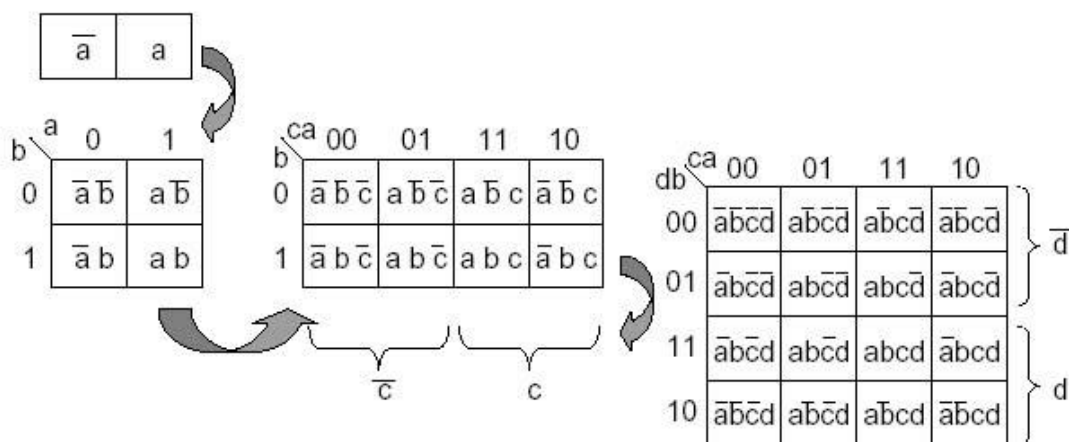 a̅ a
a
b
0 1
0 a̅ b̅ a b̅
1 a̅ b a b
ca
b
00 01 11 10
0 a̅ b̅ c̅ a b̅ c̅ a b̅ c a̅ b̅ c
1 a̅ b c̅ a b c̅ a b c a̅ b c
c̅ c
ca
db
00 01 11 10
00 a̅b̅c̅d̅ ab̅c̅d̅ ab̅cd̅ a̅b̅cd̅
01 a̅bc̅d̅ abc̅d̅ abcd̅ a̅bcd̅
d̅
11 a̅bc̅d abc̅d abcd a̅bcd
10 a̅b̅c̅d ab̅c̅d ab̅cd a̅b̅cd
d